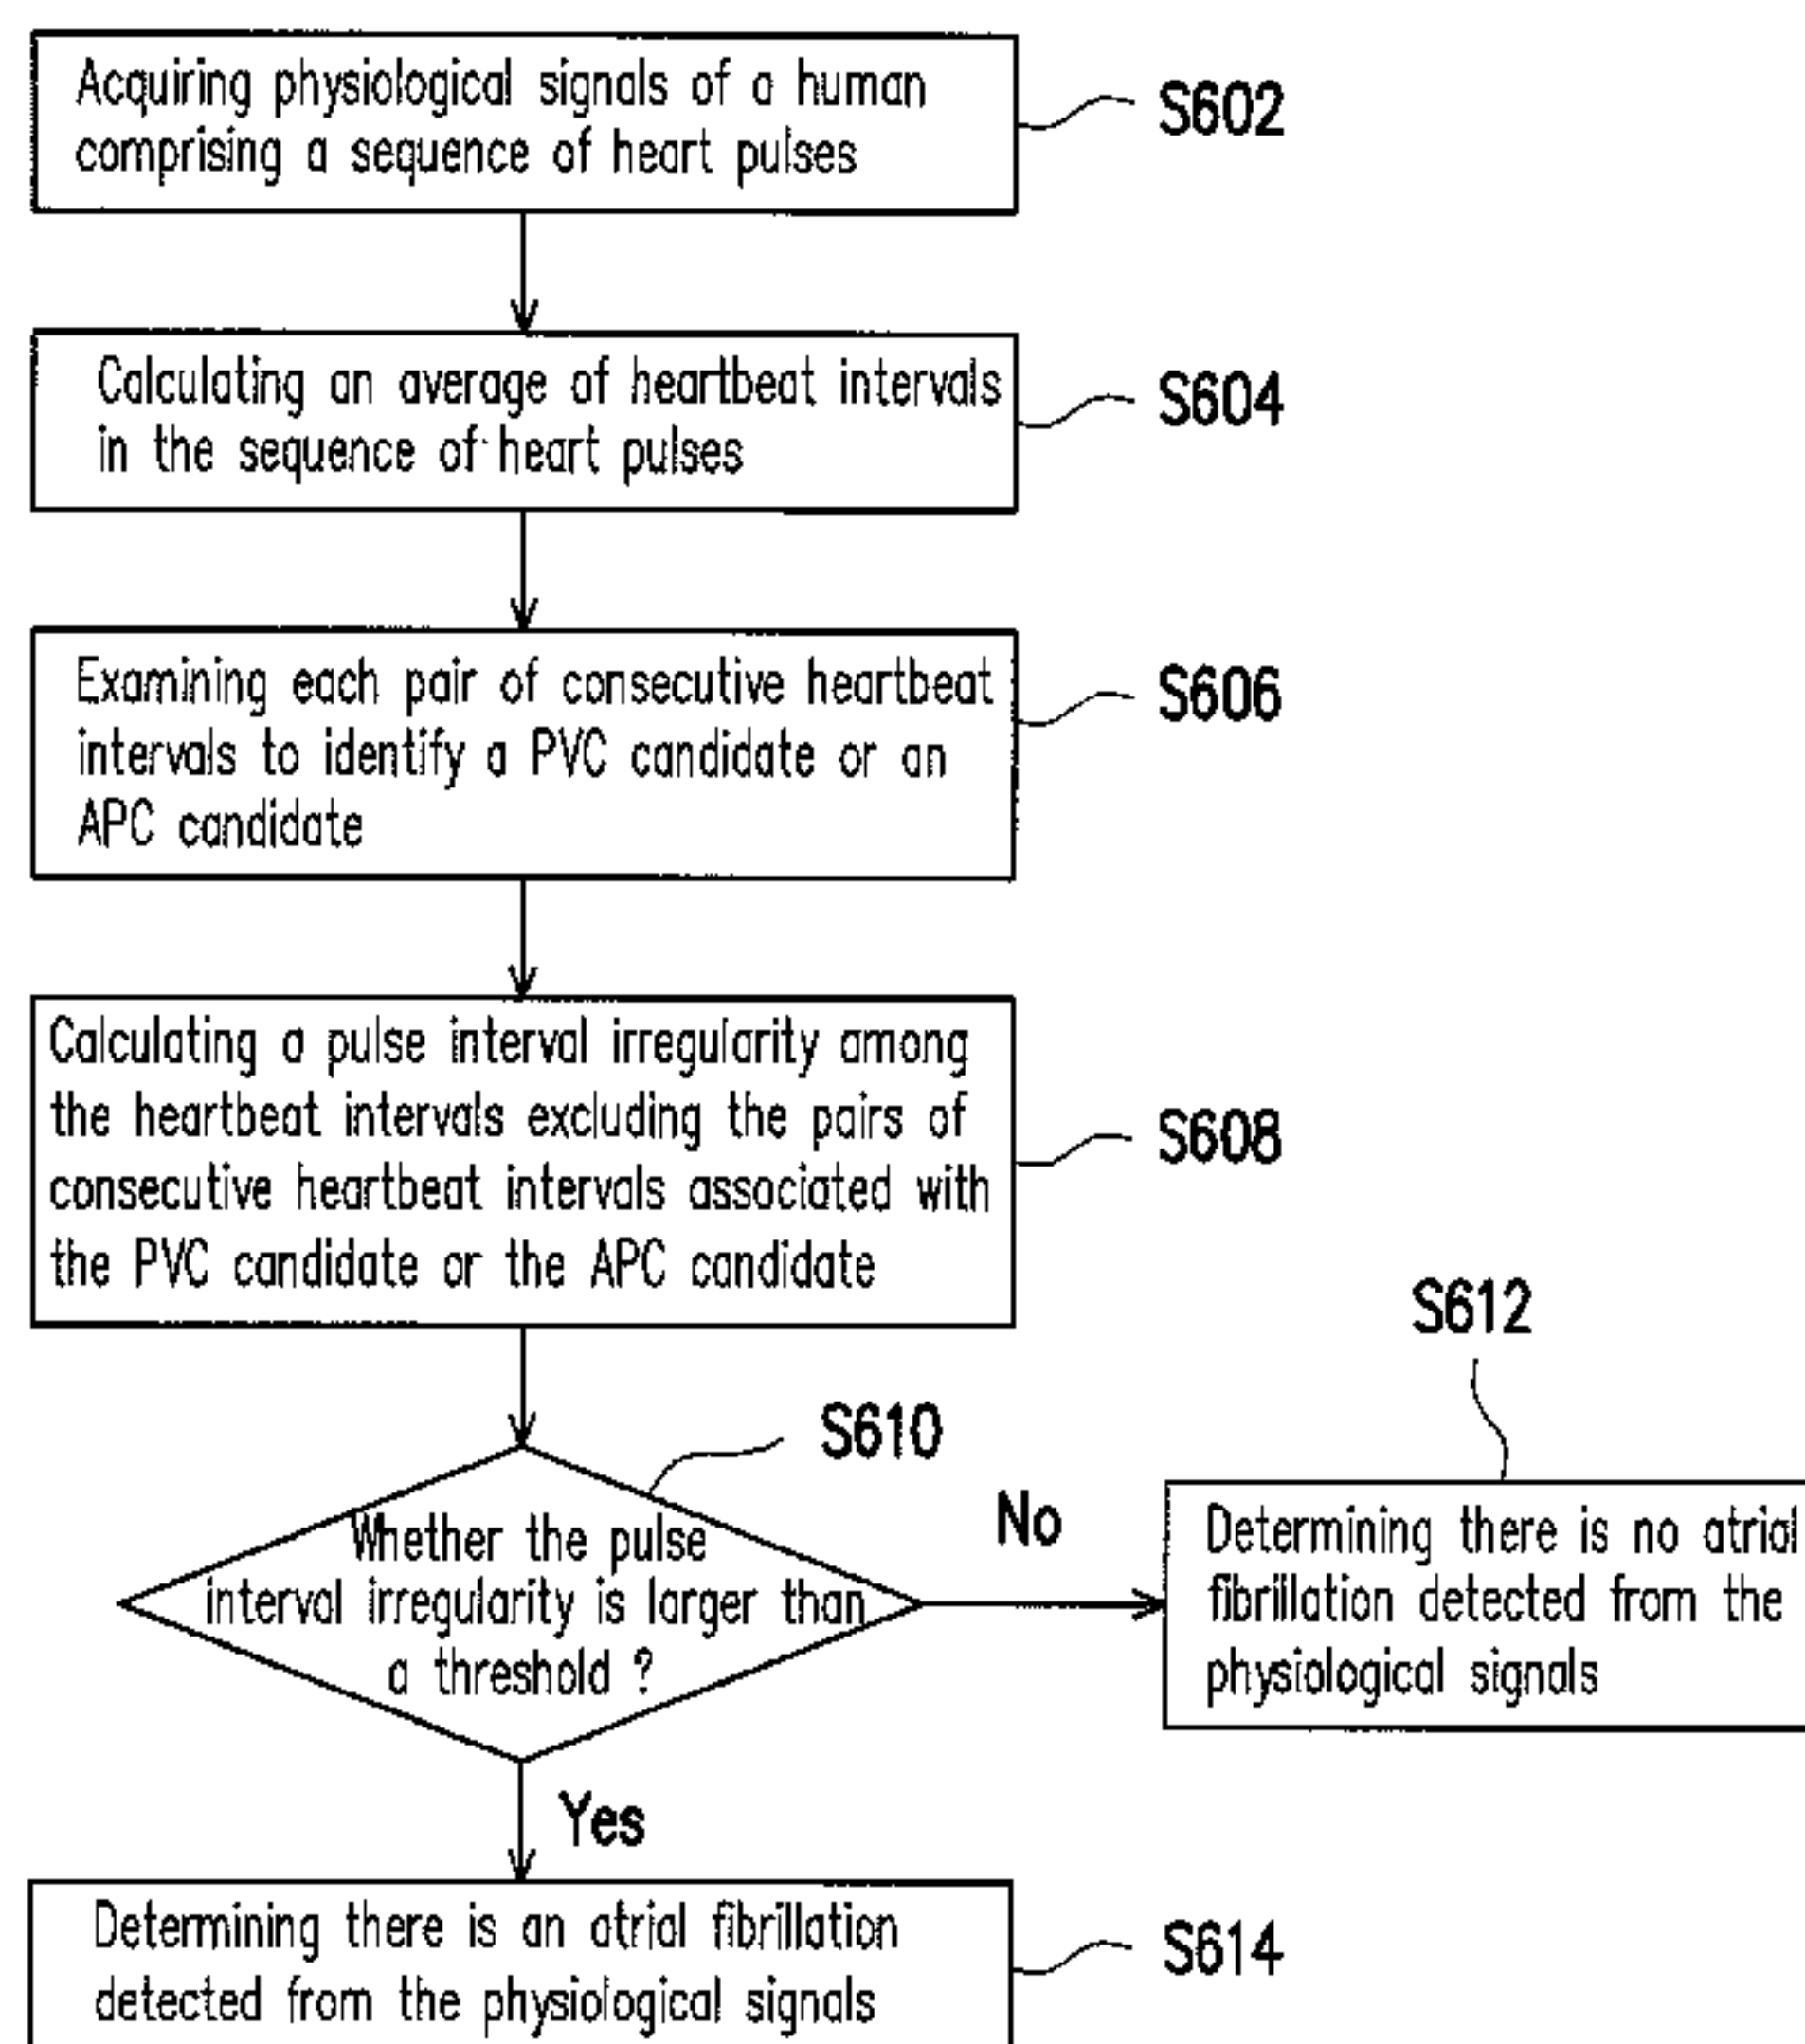 Acquiring physiological signals of a human
comprising a sequence of heart pulses
S602
Calculating an average of heartbeat intervals
in the sequence of heart pulses
S604
Examining each pair of consecutive heartbeat
intervals to identify a PVC candidate or an
APC candidate
S606
Calculating a pulse interval irregularity among
the heartbeat intervals excluding the pairs of
consecutive heartbeat intervals associated with
the PVC candidate or the APC candidate
S608
S610
Whether the pulse
interval irregularity is larger than
a threshold ?
No
S612
Determining there is no atrial
fibrillation detected from the
physiological signals
Yes
Determining there is an atrial fibrillation
detected from the physiological signals
S614